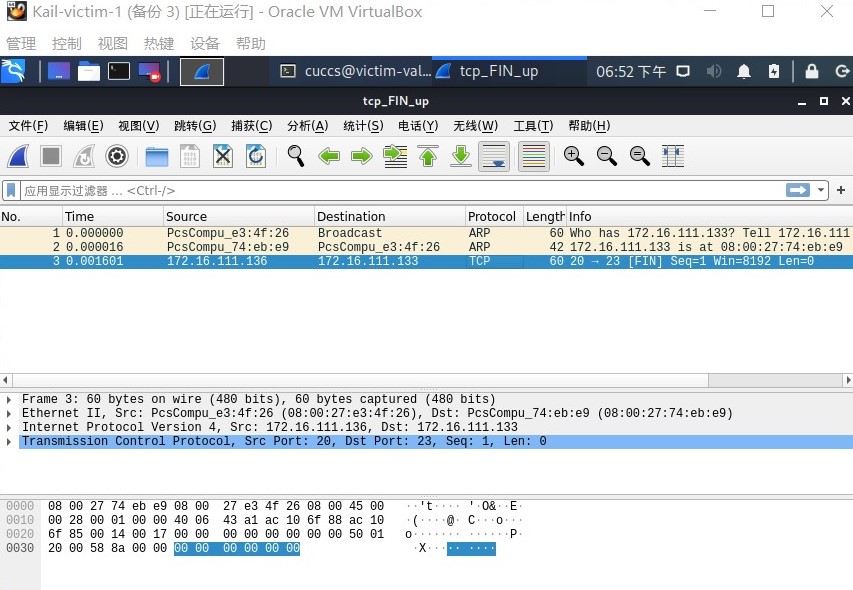 Kail-victim-1 (备份 3) [正在运行] - Oracle VM VirtualBox
管理 控制 视图 热键 设备 帮助
cuccs@victim-val... tcp_FIN_up 06:52 下午
tcp_FIN_up
文件(F) 编辑(E) 视图(V) 跳转(G) 捕获(C) 分析(A) 统计(S) 电话(Y) 无线(W) 工具(T) 帮助(H)
应用显示过滤器 … <Ctrl-/>
No. Time Source Destination Protocol Length Info
1 0.000000 PcsCompu_e3:4f:26 Broadcast ARP 60 Who has 172.16.111.133? Tell 172.16.111
2 0.000016 PcsCompu_74:eb:e9 PcsCompu_e3:4f:26 ARP 42 172.16.111.133 is at 08:00:27:74:eb:e9
3 0.001601 172.16.111.136 172.16.111.133 TCP 60 20 → 23 [FIN] Seq=1 Win=8192 Len=0
Frame 3: 60 bytes on wire (480 bits), 60 bytes captured (480 bits)
Ethernet II, Src: PcsCompu_e3:4f:26 (08:00:27:e3:4f:26), Dst: PcsCompu_74:eb:e9 (08:00:27:74:eb:e9)
Internet Protocol Version 4, Src: 172.16.111.136, Dst: 172.16.111.133
Transmission Control Protocol, Src Port: 20, Dst Port: 23, Seq: 1, Len: 0
0000 08 00 27 74 eb e9 08 00 27 e3 4f 26 08 00 45 00 ··'t···· '·O&··E·
0010 00 28 00 01 00 00 40 06 43 a1 ac 10 6f 88 ac 10 ·(····@· C···o···
0020 6f 85 00 14 00 17 00 00 00 00 00 00 00 00 50 01 o······· ······P·
0030 20 00 58 8a 00 00 00 00 00 00 00 00 ·X··· ·· ····